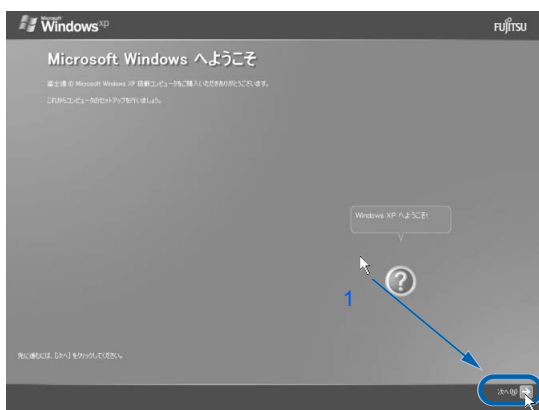 Microsoft
Windows xp
FUJITSU
Microsoft Windows へようこそ
富士通 の Microsoft Windows XP 搭載コンピュータをご購入いただきありがとうございます。
これからコンピュータのセットアップを行いましょう。
Windows XP へようこそ!
?
1
先に進むには、[次へ] をクリックしてください。
次へ(N)